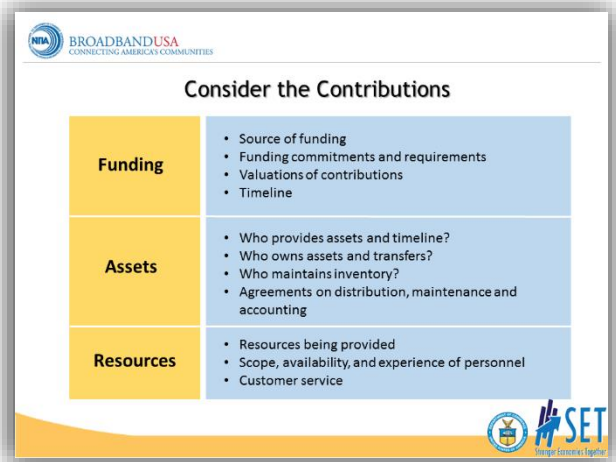 NTIA
BROADBANDUSA
CONNECTING AMERICA'S COMMUNITIES
Consider the Contributions
Funding
• Source of funding
• Funding commitments and requirements
• Valuations of contributions
• Timeline
Assets
• Who provides assets and timeline?
• Who owns assets and transfers?
• Who maintains inventory?
• Agreements on distribution, maintenance and
accounting
Resources
• Resources being provided
• Scope, availability, and experience of personnel
• Customer service
SET
Stronger Economies Together